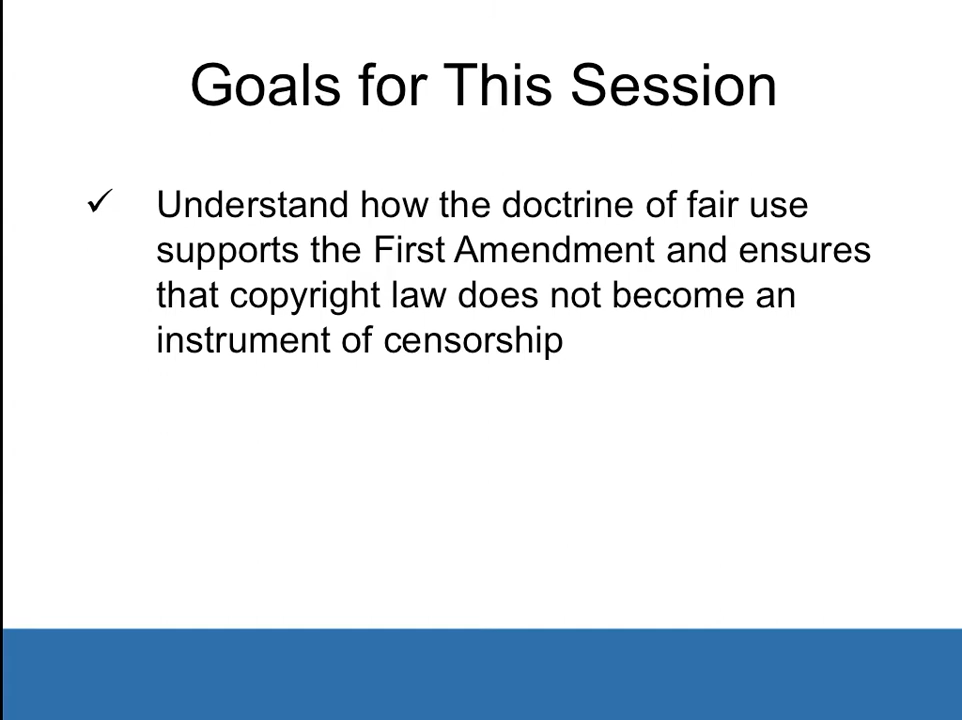 Goals for This Session
✓ Understand how the doctrine of fair use
supports the First Amendment and ensures
that copyright law does not become an
instrument of censorship